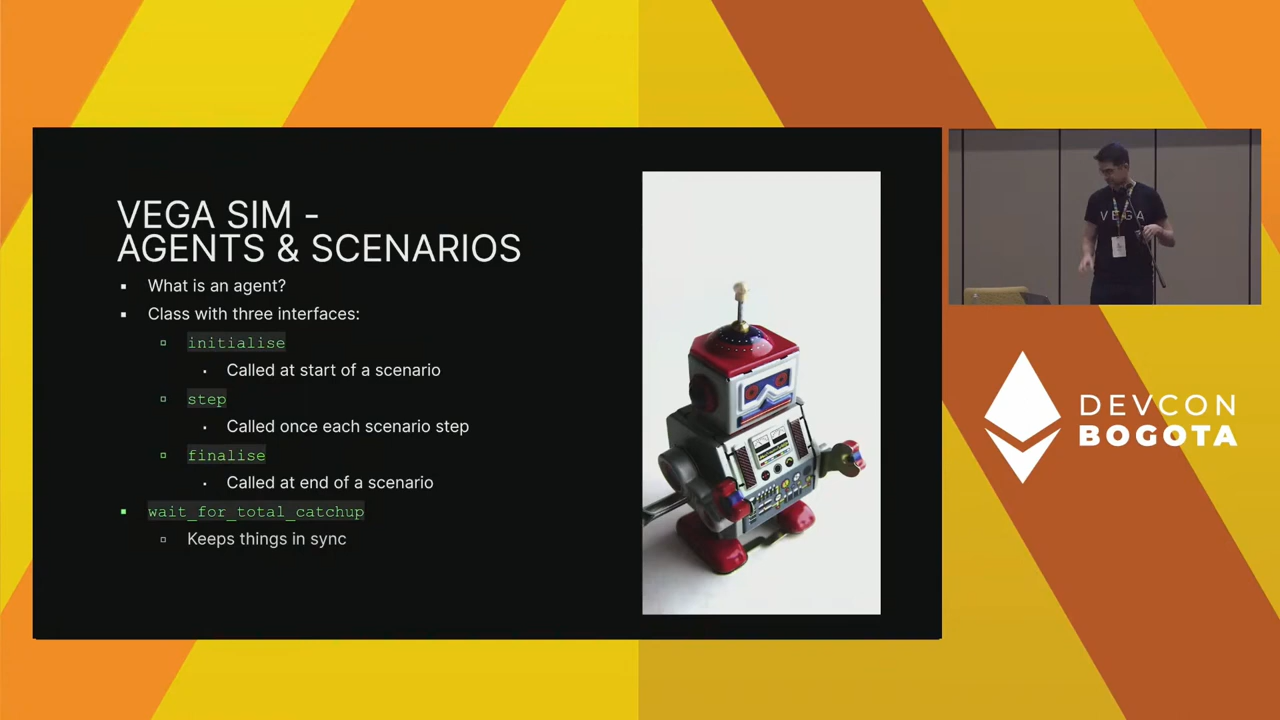 VEGA SIM -
AGENTS & SCENARIOS
▪ What is an agent?
▪ Class with three interfaces:
▫ initialise
· Called at start of a scenario
▫ step
· Called once each scenario step
▫ finalise
· Called at end of a scenario
▪ wait_for_total_catchup
▫ Keeps things in sync
VEGA
DEVCON
BOGOTA